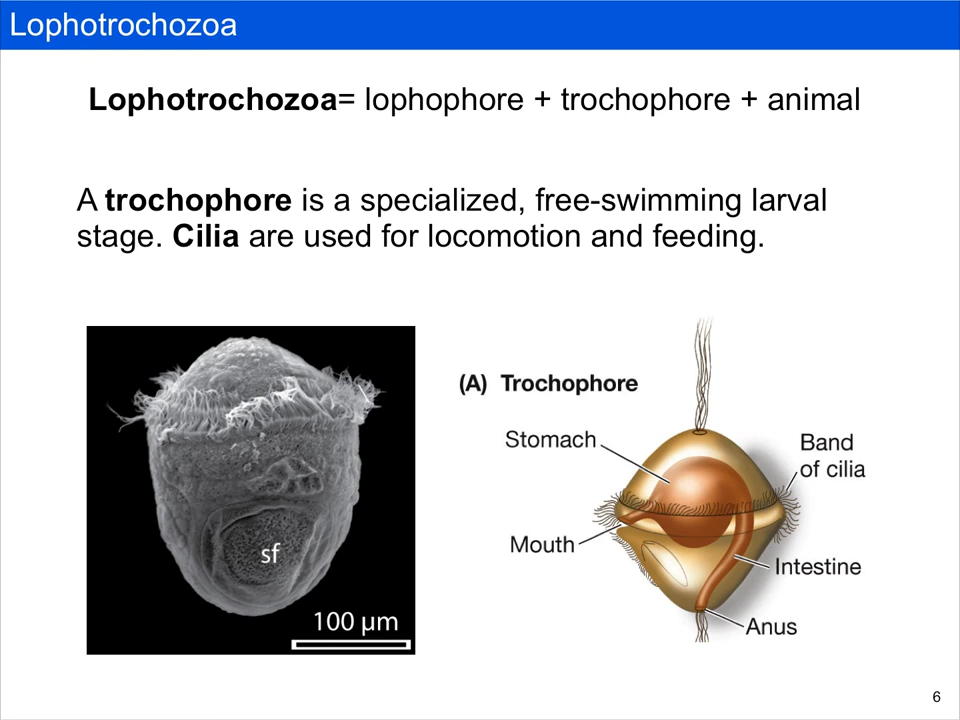 Lophotrochozoa
Lophotrochozoa= lophophore + trochophore + animal
A trochophore is a specialized, free-swimming larval
stage. Cilia are used for locomotion and feeding.
sf
100 µm
(A) Trochophore
Stomach
Band
of cilia
Mouth
Intestine
Anus
6